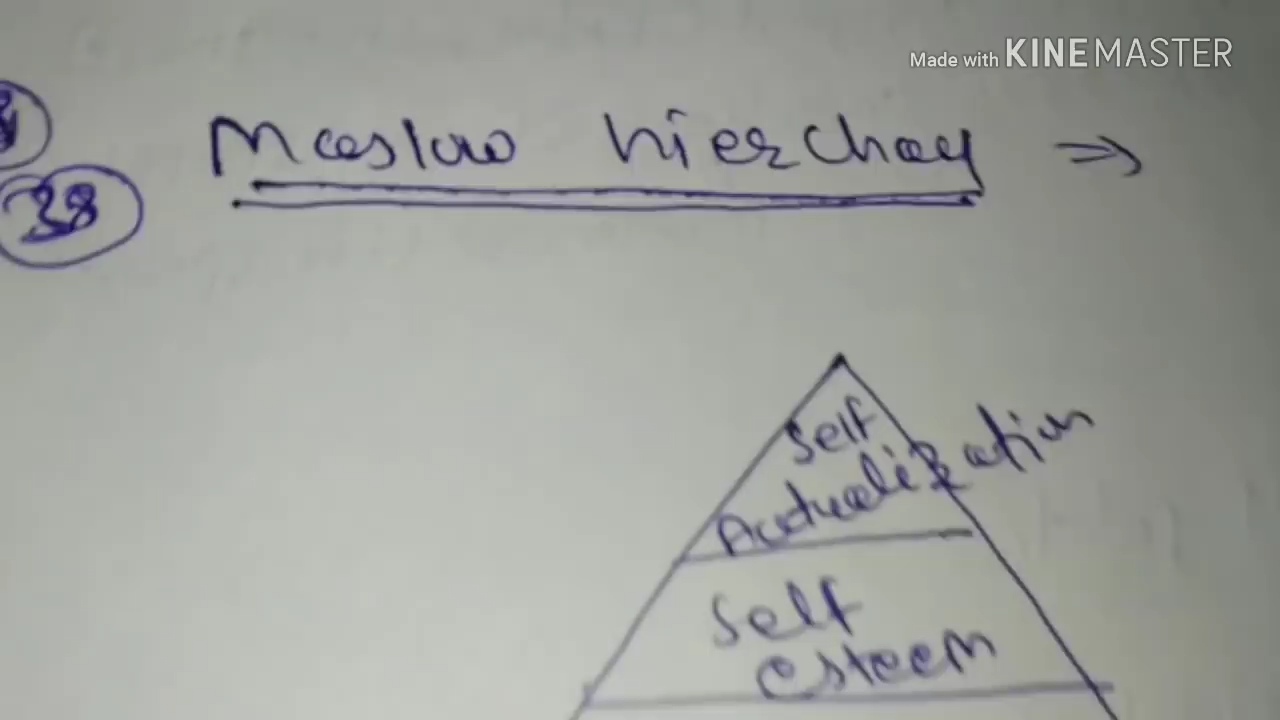 Made with KINEMASTER
Maslow hierchay ⇒
38
Self
Actualization
Self
esteem